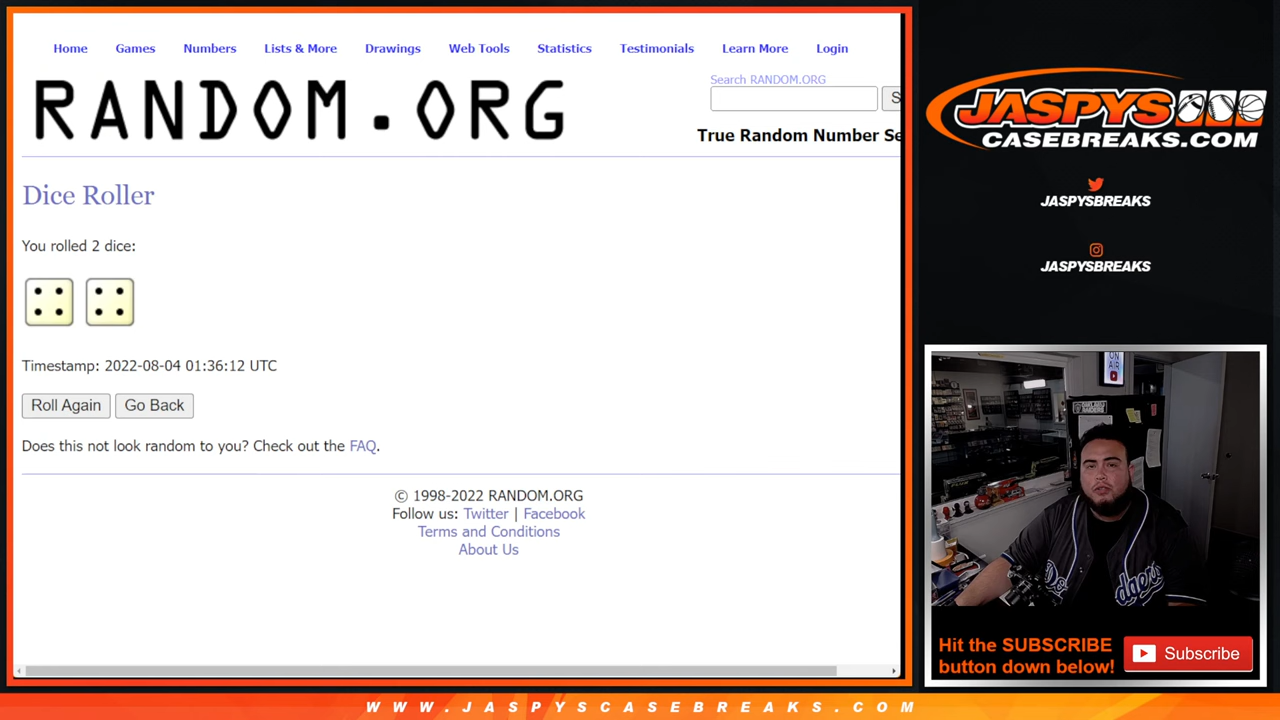 Home Games Numbers Lists & More Drawings Web Tools Statistics Testimonials Learn More Login
RANDOM.ORG
Search RANDOM.ORG
S
True Random Number Se
Dice Roller
You rolled 2 dice:
Timestamp: 2022-08-04 01:36:12 UTC
Roll Again Go Back
Does this not look random to you? Check out the FAQ.
© 1998-2022 RANDOM.ORG
Follow us: Twitter | Facebook
Terms and Conditions
About Us
JASPYS
CASEBREAKS.COM
JASPYSBREAKS
JASPYSBREAKS
ON
AIR
Hit the SUBSCRIBE
button down below!
Subscribe
WWW.JASPYSCASEBREAKS.COM